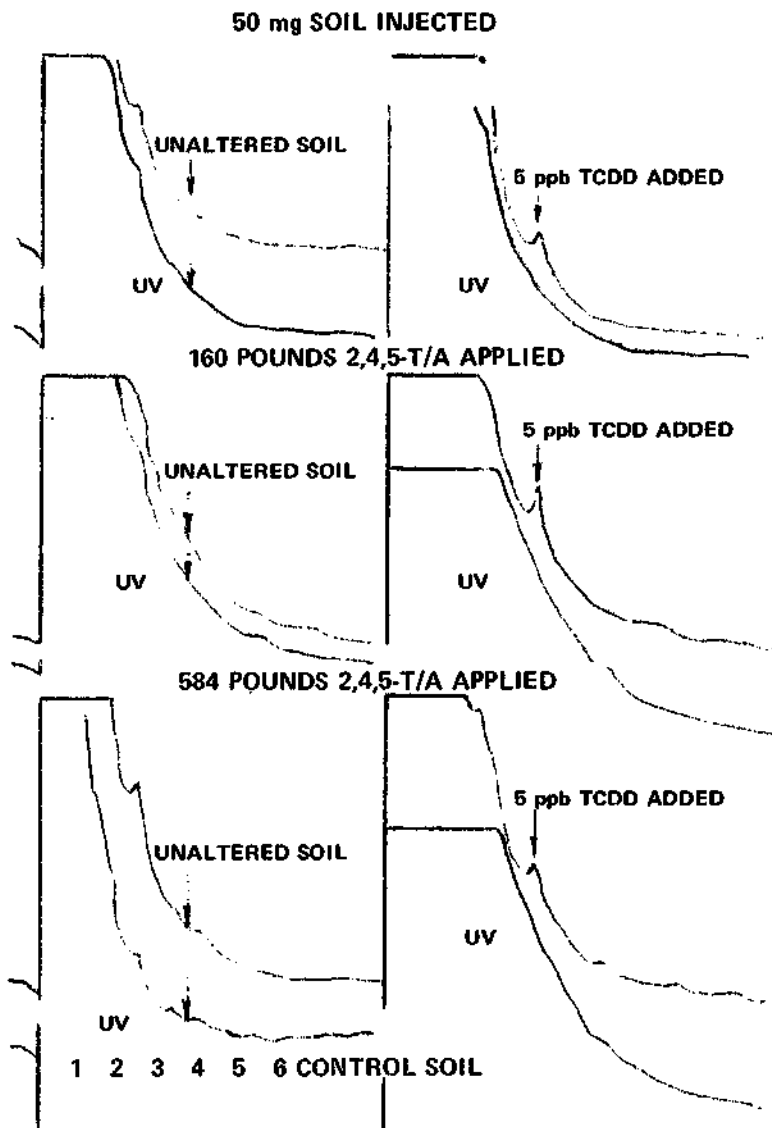 50 mg SOIL INJECTED
UNALTERED SOIL
5 ppb TCDD ADDED
UV
UV
160 POUNDS 2,4,5-T/A APPLIED
5 ppb TCDD ADDED
UNALTERED SOIL
UV
UV
584 POUNDS 2,4,5-T/A APPLIED
5 ppb TCDD ADDED
UNALTERED SOIL
UV
UV
1 2 3 4 5 6 CONTROL SOIL